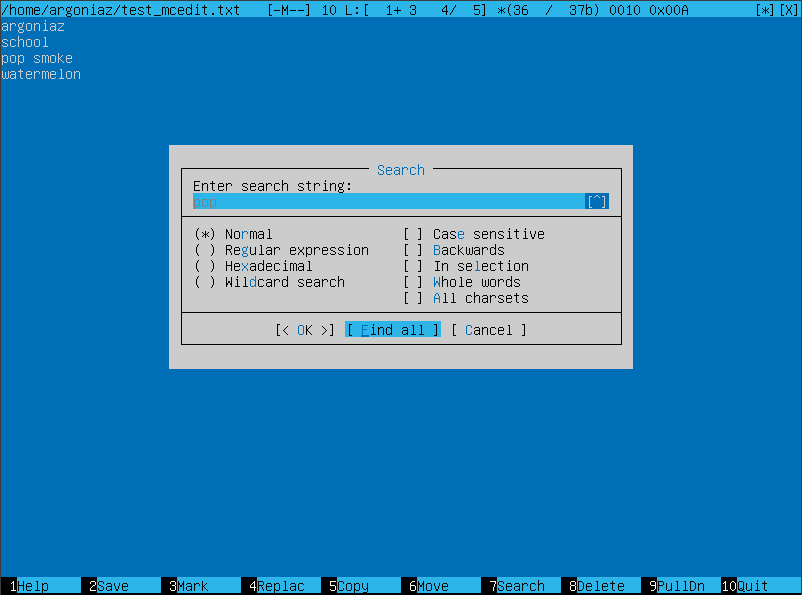 /home/argoniaz/test_mcedit.txt   [-M--] 10 L:[  1+ 3   4/  5] *(36  /  37b) 0010 0x00A        [*][X]
argoniaz
school
pop smoke
watermelon
Search
Enter search string:
pop [^]
(*) Normal [ ] Case sensitive
( ) Regular expression [ ] Backwards
( ) Hexadecimal [ ] In selection
( ) Wildcard search [ ] Whole words
[ ] All charsets
[< OK >] [ Find all ] [ Cancel ]
1Help 2Save 3Mark 4Replac 5Copy 6Move 7Search 8Delete 9PullDn 10Quit